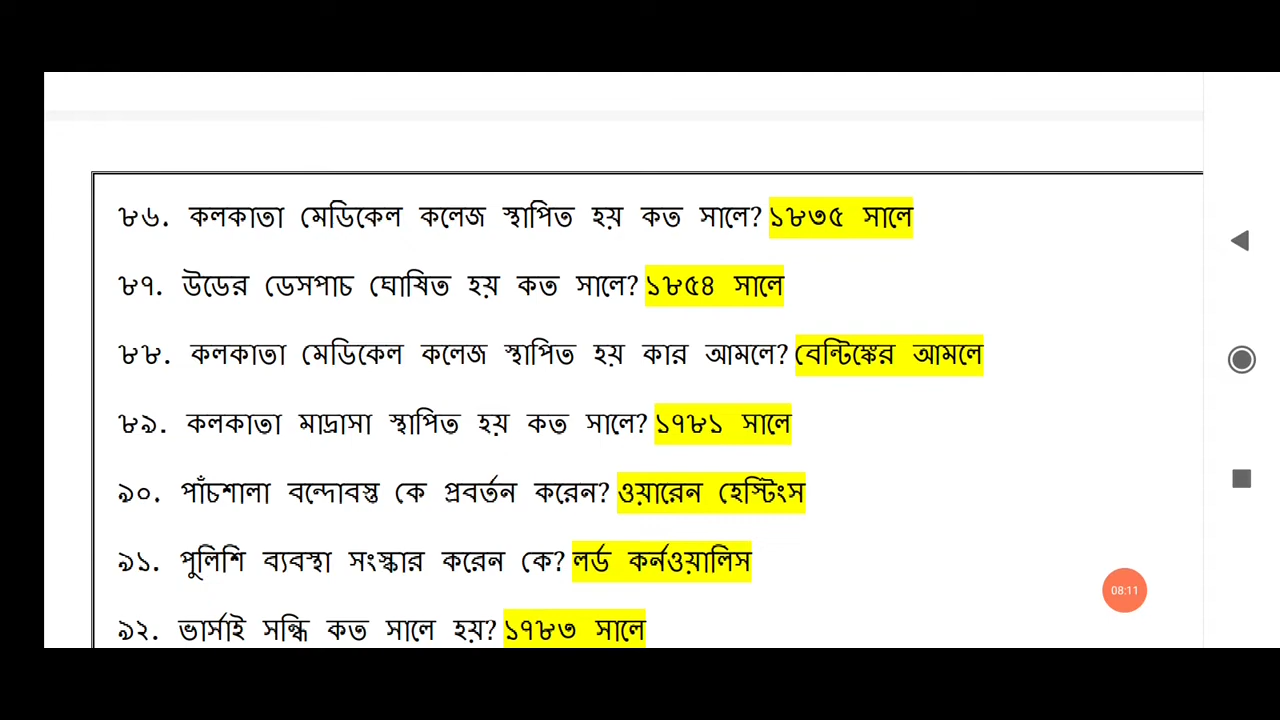 ৮৬. কলকাতা মেডিকেল কলেজ স্থাপিত হয় কত সালে? ১৮৩৫ সালে
৮৭. উডের ডেসপাচ ঘোষিত হয় কত সালে? ১৮৫৪ সালে
৮৮. কলকাতা মেডিকেল কলেজ স্থাপিত হয় কার আমলে? বেন্টিঙ্কের আমলে
৮৯. কলকাতা মাদ্রাসা স্থাপিত হয় কত সালে? ১৭৮১ সালে
৯০. পাঁচশালা বন্দোবস্ত কে প্রবর্তন করেন? ওয়ারেন হেস্টিংস
৯১. পুলিশি ব্যবস্থা সংস্কার করেন কে? লর্ড কর্নওয়ালিস
08:11
৯২. ভার্সাই সন্ধি কত সালে হয়? ১৭৮৩ সালে